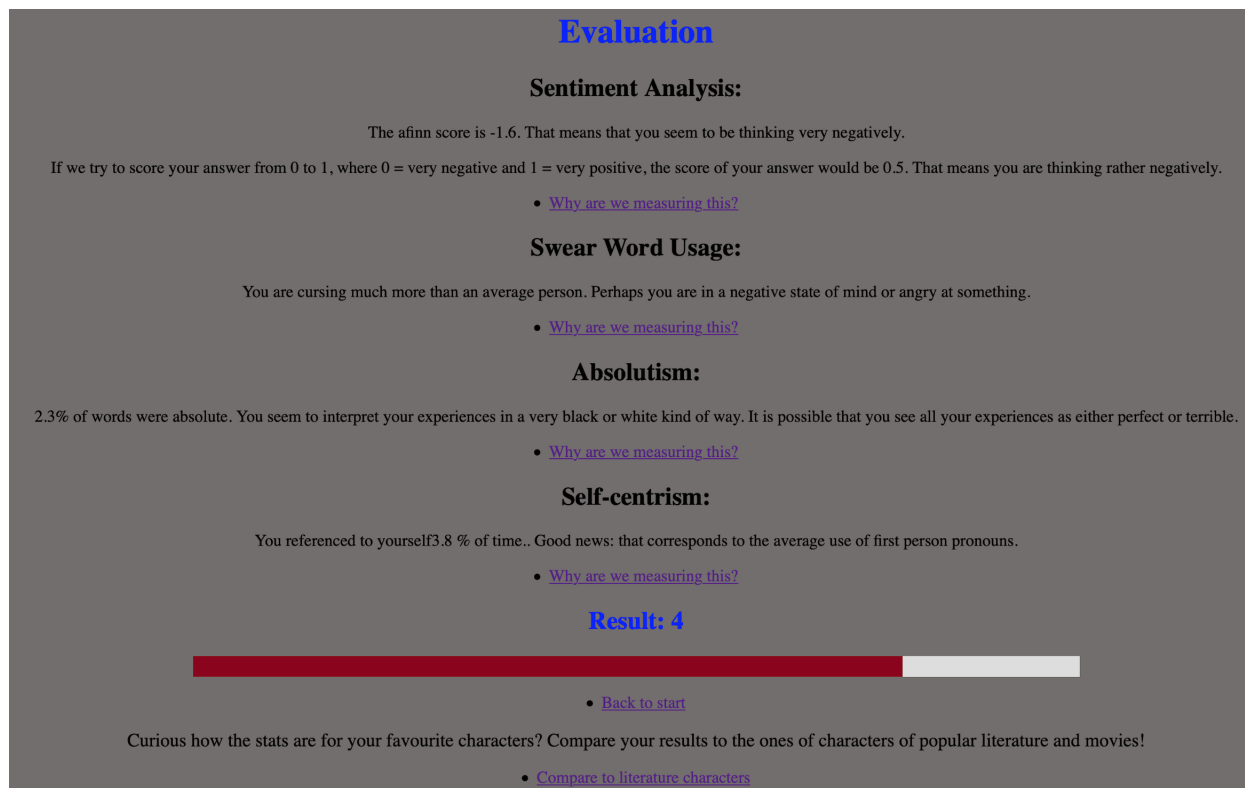 Evaluation
Sentiment Analysis:
The afinn score is -1.6. That means that you seem to be thinking very negatively.
If we try to score your answer from 0 to 1, where 0 = very negative and 1 = very positive, the score of your answer would be 0.5. That means you are thinking rather negatively.
• Why are we measuring this?
Swear Word Usage:
You are cursing much more than an average person. Perhaps you are in a negative state of mind or angry at something.
• Why are we measuring this?
Absolutism:
2.3% of words were absolute. You seem to interpret your experiences in a very black or white kind of way. It is possible that you see all your experiences as either perfect or terrible.
• Why are we measuring this?
Self-centrism:
You referenced to yourself3.8 % of time.. Good news: that corresponds to the average use of first person pronouns.
• Why are we measuring this?
Result: 4
• Back to start
Curious how the stats are for your favourite characters? Compare your results to the ones of characters of popular literature and movies!
• Compare to literature characters